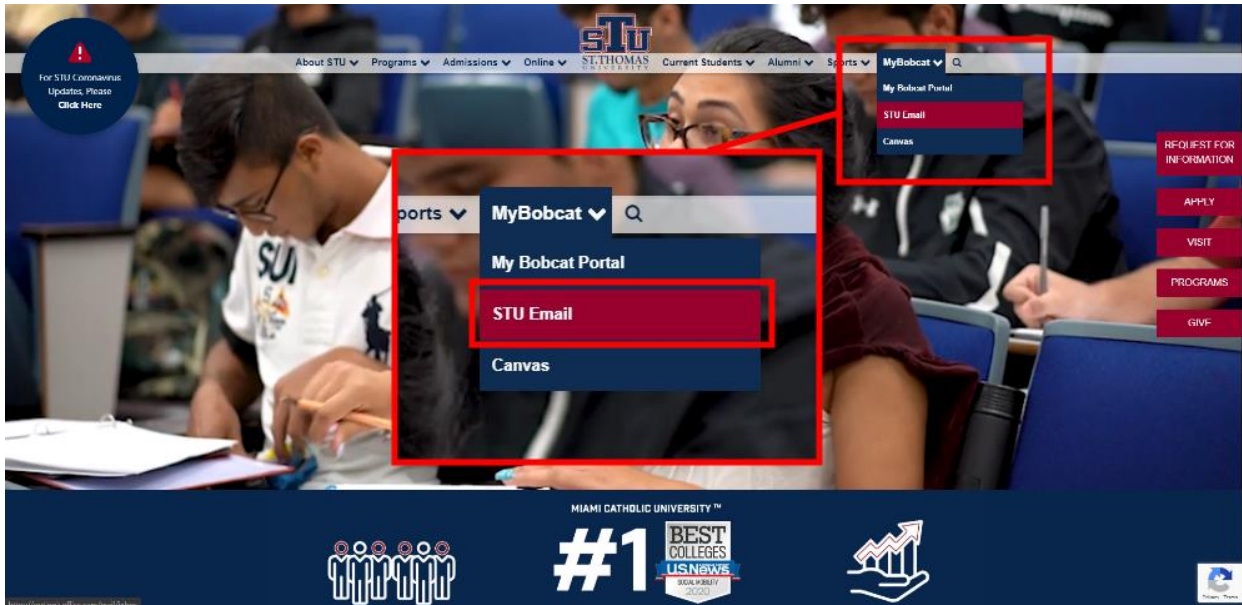 For STU Coronavirus
Updates, Please
Click Here
STU
ST.THOMAS
UNIVERSITY
About STU Programs Admissions Online Current Students Alumni Sports MyBobcat
My Bobcat Portal
STU Email
Canvas
REQUEST FOR
INFORMATION
APPLY
VISIT
PROGRAMS
GIVE
ports MyBobcat
My Bobcat Portal
STU Email
Canvas
MIAMI CATHOLIC UNIVERSITY™
#1
BEST
COLLEGES
U.S.News
SOCIAL MOBILITY
2020